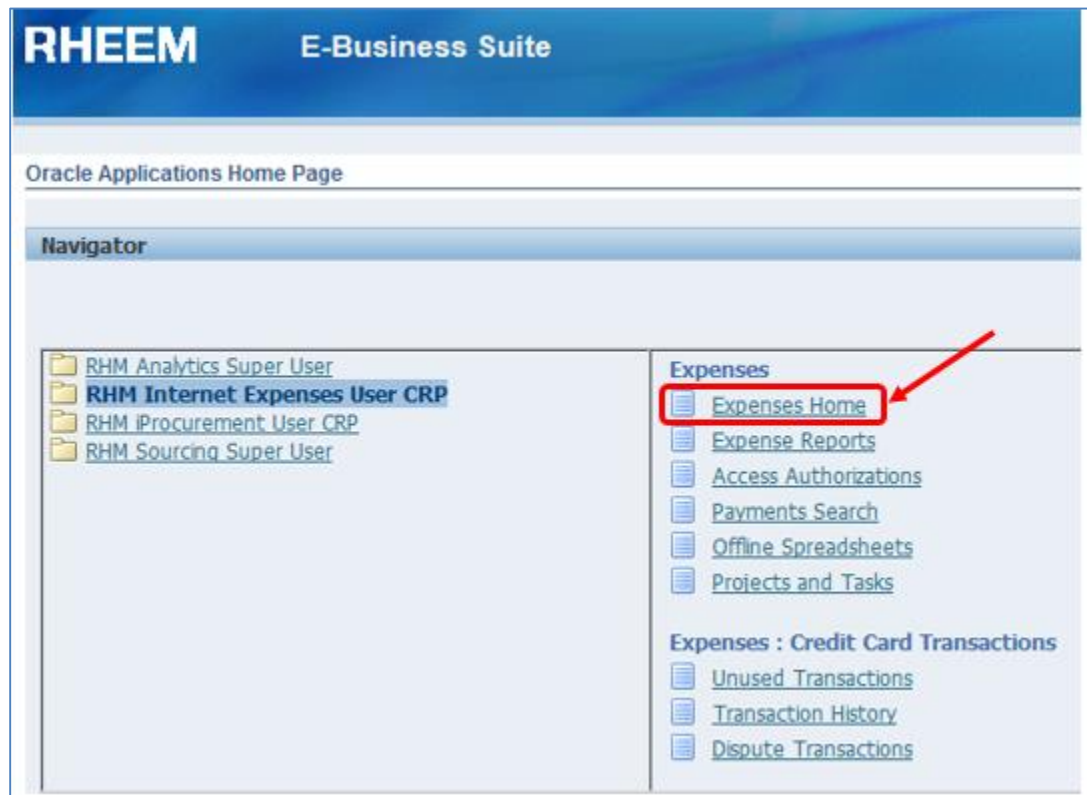 RHEEM E-Business Suite
Oracle Applications Home Page
Navigator
RHM Analytics Super User
RHM Internet Expenses User CRP
RHM iProcurement User CRP
RHM Sourcing Super User
Expenses
Expenses Home
Expense Reports
Access Authorizations
Payments Search
Offline Spreadsheets
Projects and Tasks
Expenses : Credit Card Transactions
Unused Transactions
Transaction History
Dispute Transactions